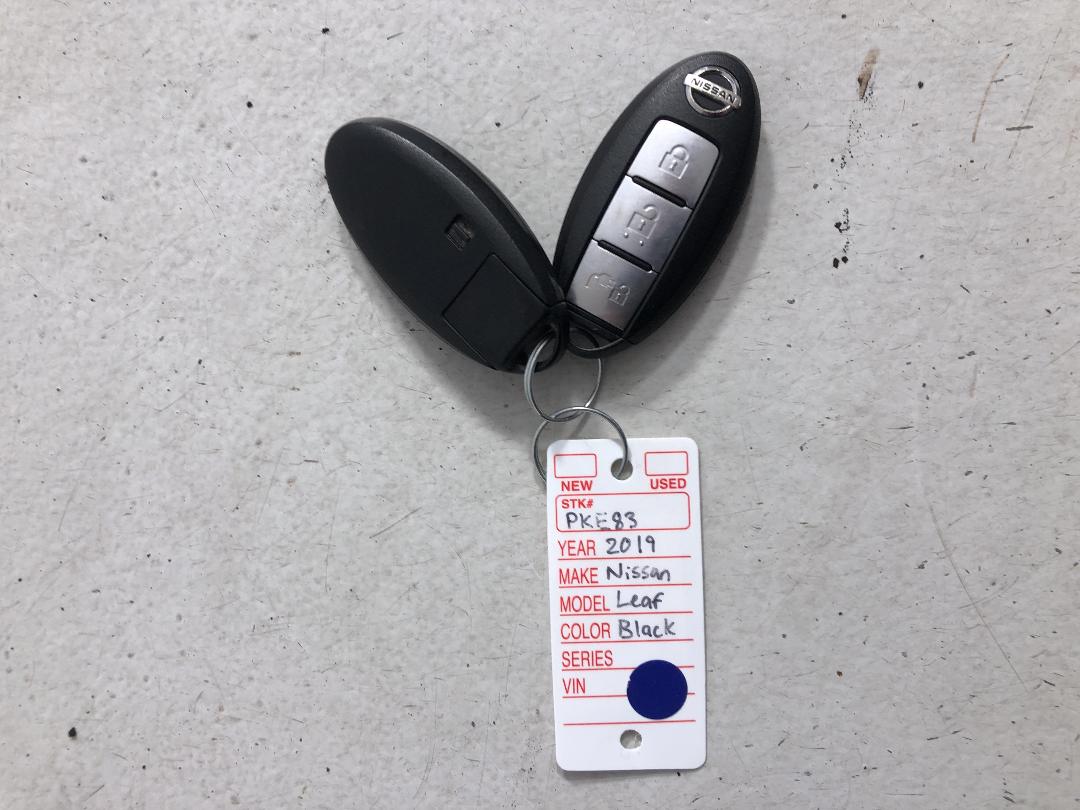 NISSAN
NEW USED
STK#
PKE83
YEAR 2019
MAKE Nissan
MODEL Leaf
COLOR Black
SERIES
VIN